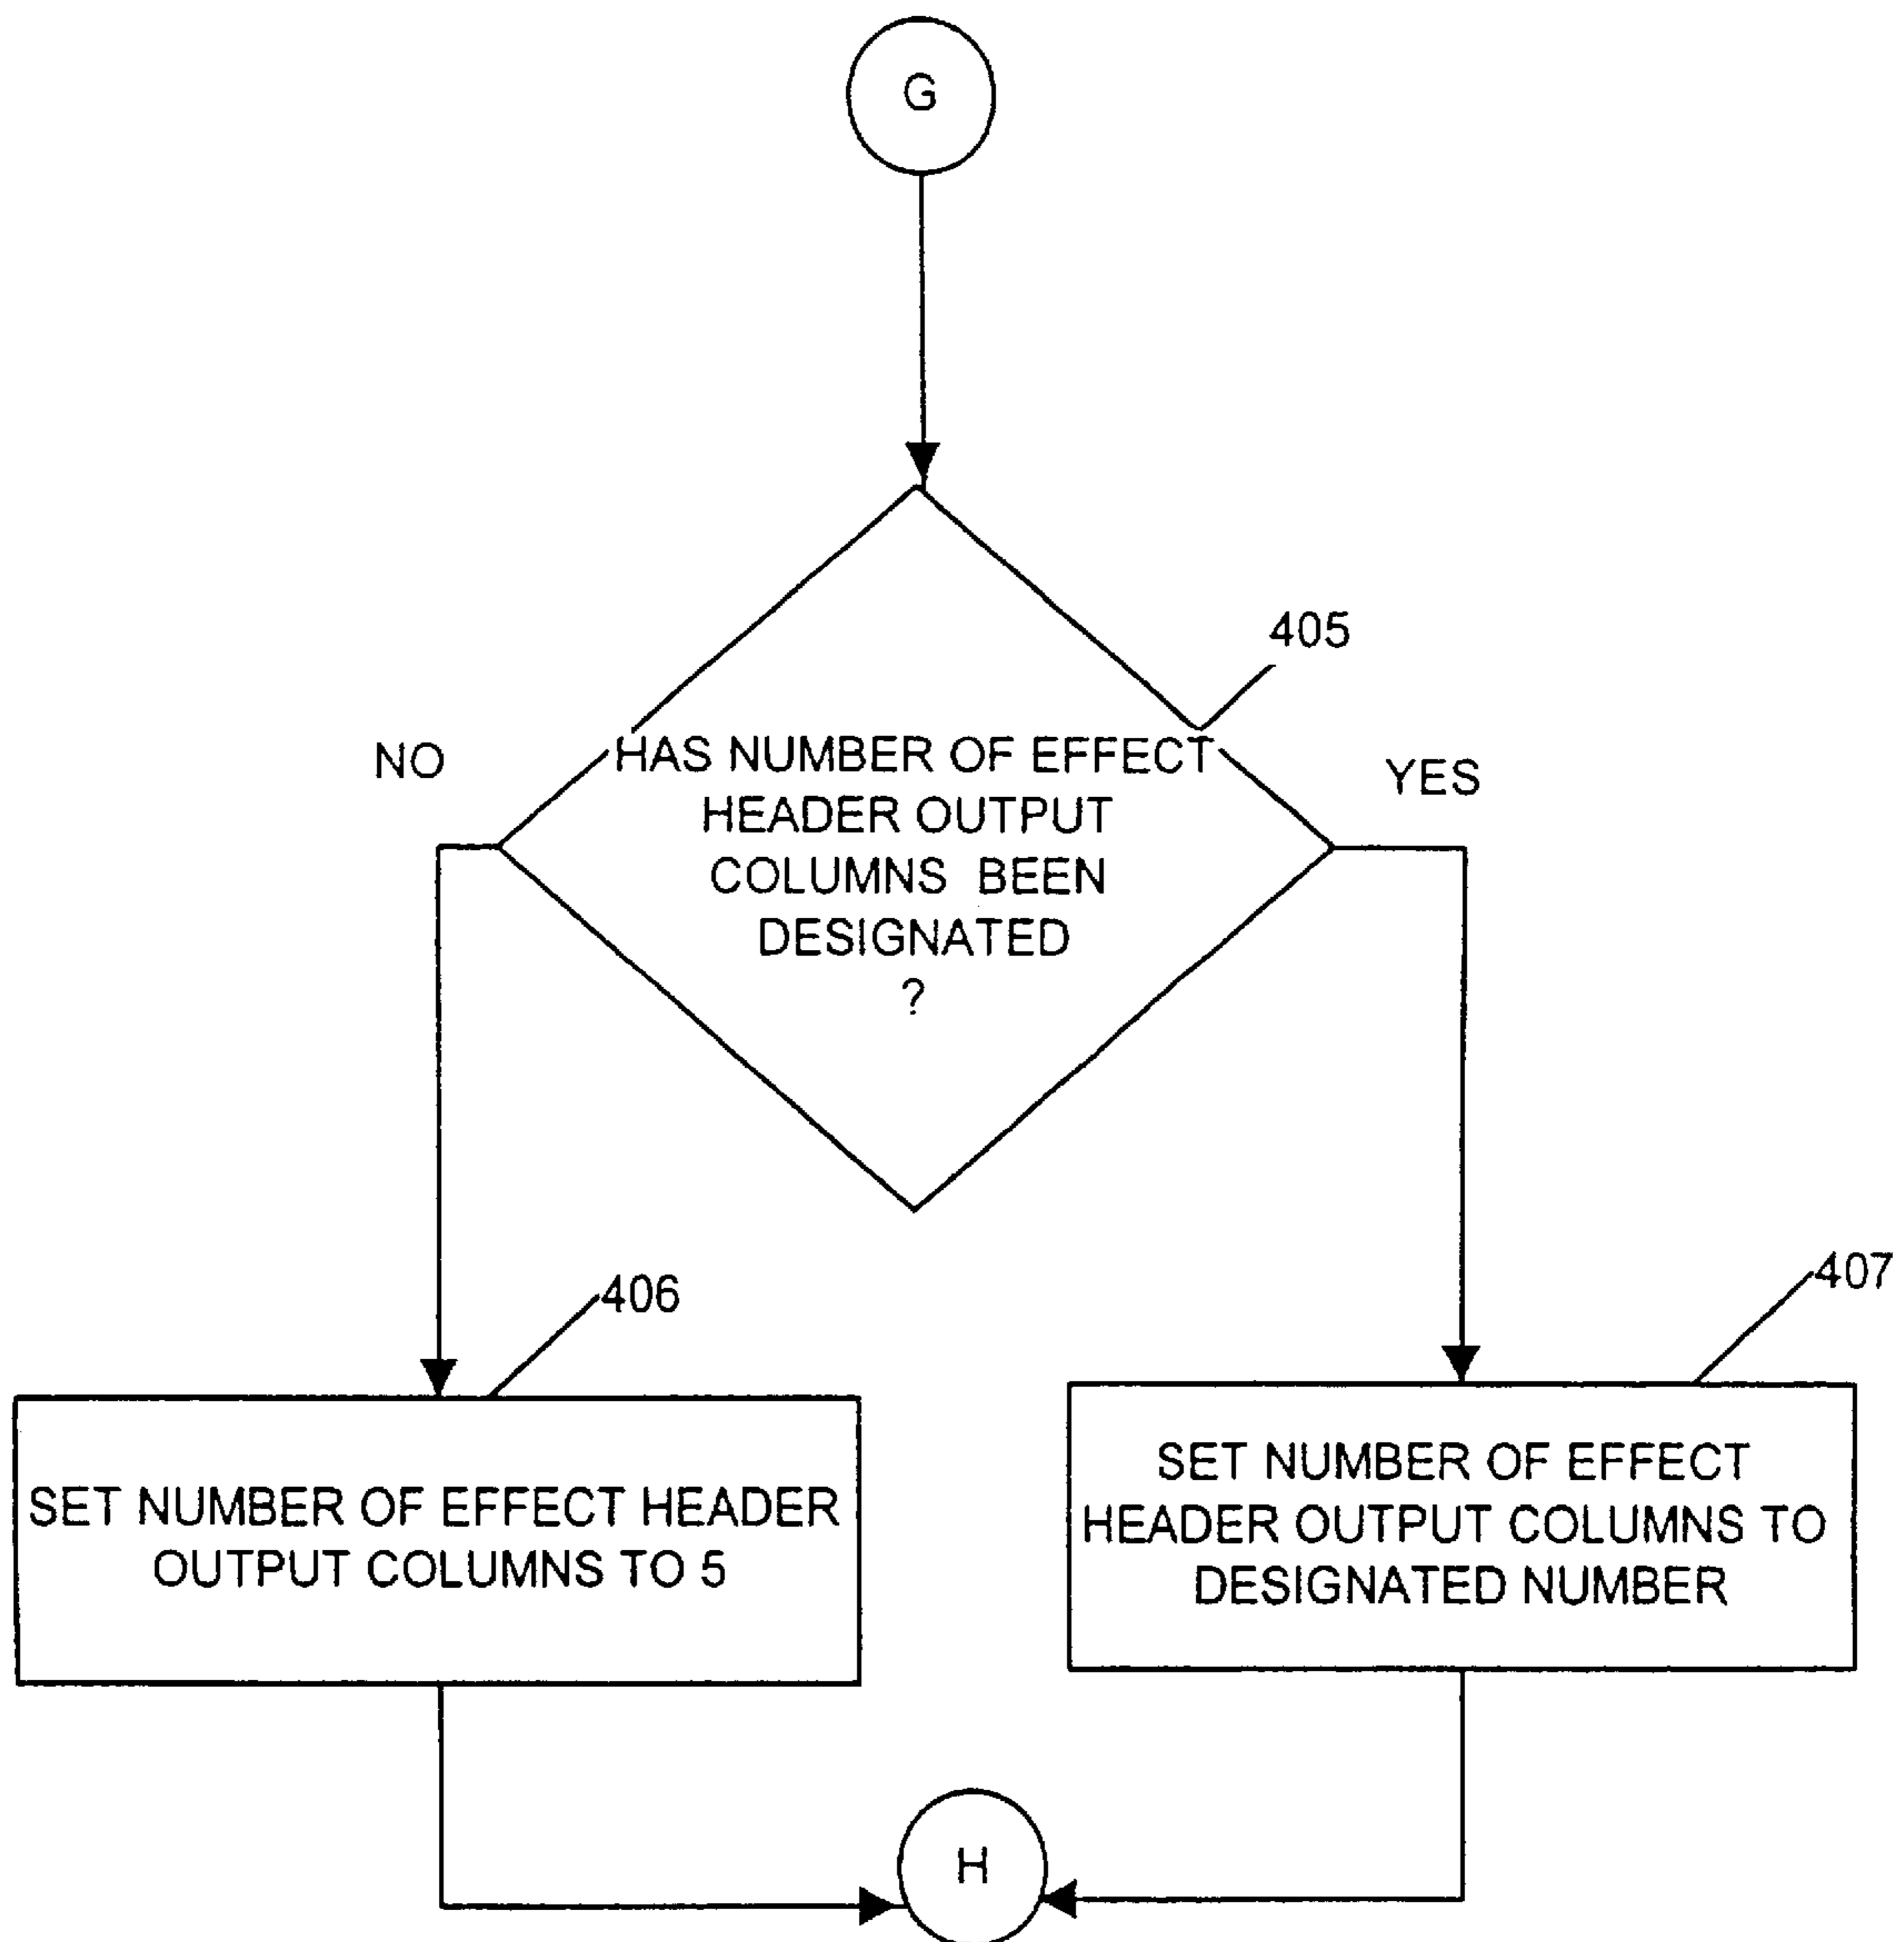 G
405
NO
YES
HAS NUMBER OF EFFECT
HEADER OUTPUT
COLUMNS BEEN
DESIGNATED
?
406
407
SET NUMBER OF EFFECT HEADER
OUTPUT COLUMNS TO 5
SET NUMBER OF EFFECT
HEADER OUTPUT COLUMNS TO
DESIGNATED NUMBER
H